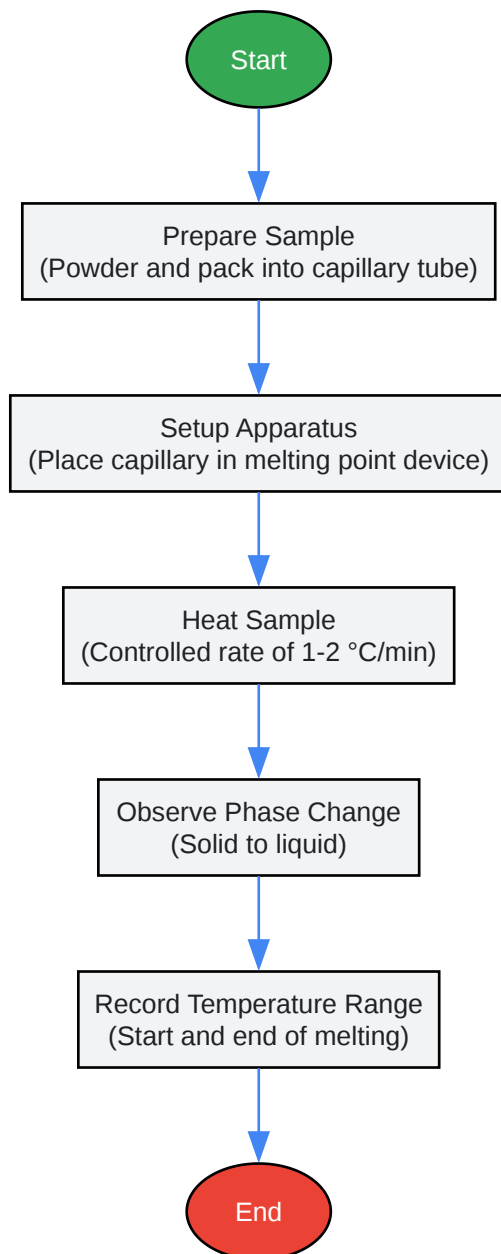 Start
Prepare Sample
(Powder and pack into capillary tube)
Setup Apparatus
(Place capillary in melting point device)
Heat Sample
(Controlled rate of 1-2 °C/min)
Observe Phase Change
(Solid to liquid)
Record Temperature Range
(Start and end of melting)
End